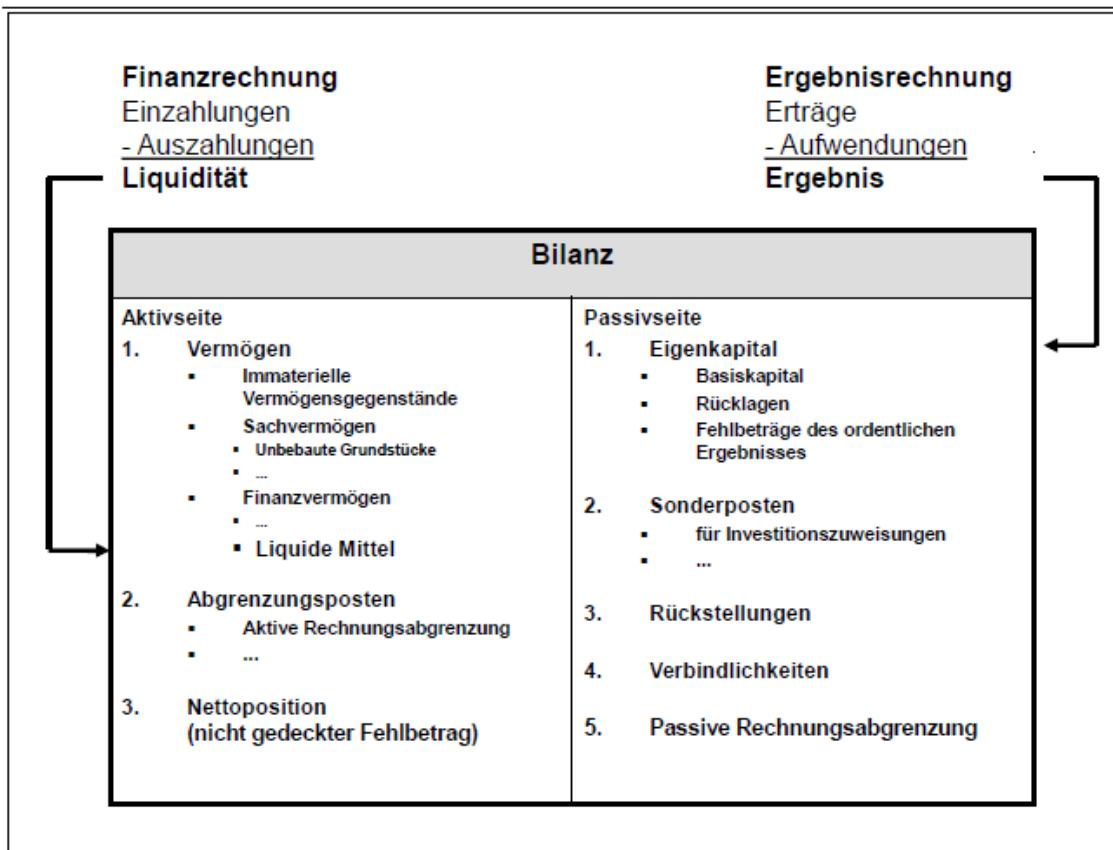 Finanzrechnung
Einzahlungen
- Auszahlungen
Liquidität
Ergebnisrechnung
Erträge
- Aufwendungen
Ergebnis
Bilanz
Aktivseite
1. Vermögen
▪ Immaterielle
Vermögensgegenstände
▪ Sachvermögen
▪ Unbebaute Grundstücke
▪ ...
▪ Finanzvermögen
▪ ...
▪ Liquide Mittel
2. Abgrenzungsposten
▪ Aktive Rechnungsabgrenzung
▪ ...
3. Nettoposition
(nicht gedeckter Fehlbetrag)
Passivseite
1. Eigenkapital
▪ Basiskapital
▪ Rücklagen
▪ Fehlbeträge des ordentlichen
Ergebnisses
2. Sonderposten
▪ für Investitionszuweisungen
▪ ...
3. Rückstellungen
4. Verbindlichkeiten
5. Passive Rechnungsabgrenzung